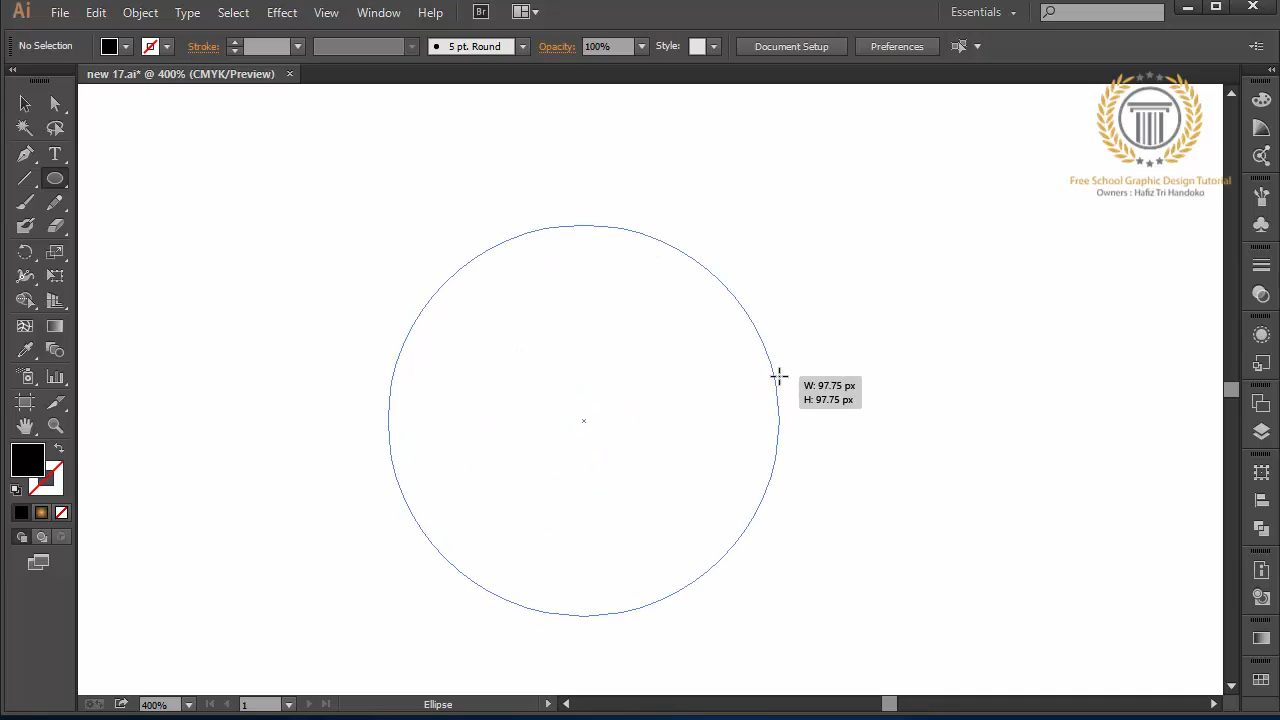 Ai File Edit Object Type Select Effect View Window Help Br Essentials
No Selection Stroke: 5 pt. Round Opacity: 100% Style: Document Setup Preferences
new 17.ai* @ 400% (CMYK/Preview)
T
Free School Graphic Design Tutorial
Owners : Hafiz Tri Handoko
W: 97.75 px
H: 97.75 px
400% 1 Ellipse